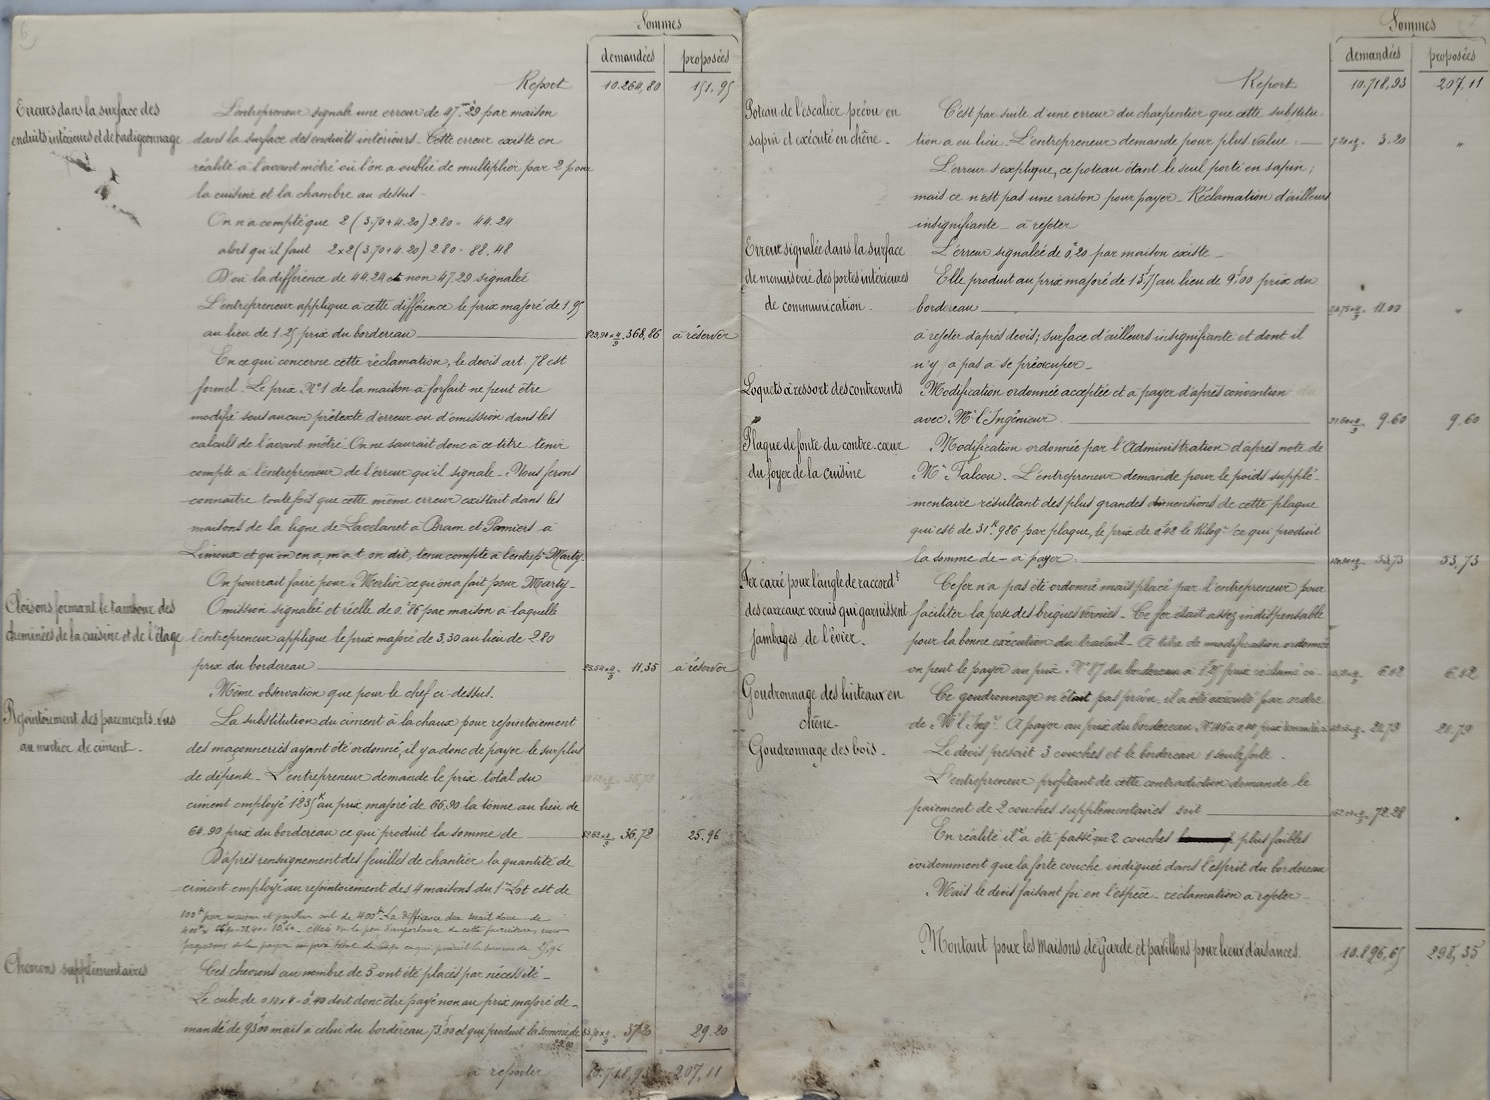 6
Sommes
demandées proposées
Report 10.264,80 151.95
Erreurs dans la surface des
enduits intérieurs et de badigeonnage
L'entrepreneur signale une erreur de 47.29 par maison
dans la surface des enduits intérieurs. Cette erreur existe en
réalité à l'avant métré où l'on a oublié de multiplier par 2 pour
la cuisine et la chambre au dessus.
On n'a compté que 2 (3.70+4.20) 2.80 = 44.24
alors qu'il faut 2x2 (3.70+4.20) 2.80 = 88.48
D'où la différence de 44.24 et non 47.29 signalée
L'entrepreneur applique à cette différence le prix majoré de 1.95
au lieu de 1.25 prix du bordereau 368,86 à réserver
En ce qui concerne cette réclamation, le devis art. 78 est
formel. Le prix N° 1 de la maison à forfait ne peut être
modifié sous aucun prétexte d'erreur ou d'omission dans les
calculs de l'avant métré. On ne saurait donc à ce titre tenir
compte à l'entrepreneur de l'erreur qu'il signale. Nous ferons
connaître toutefois que cette même erreur existait dans les
maisons de la ligne de Lavelanet à Bram et Pamiers à
Limoux et qu'on en a, m'a-t-on dit, tenu compte à l'entrepr Marty.
On pourrait faire pour Merlin ce qu'on a fait pour Marty.
Cloisons formant le tambour des
cheminées de la cuisine et de l'étage
Omission signalée et réelle de 0.86 par maison à laquelle
l'entrepreneur applique le prix majoré de 3,30 au lieu de 2.80
prix du bordereau 11.35 à réserver
Même observation que pour le chef ci dessus.
Rejointoiement des parements vus
au mortier de ciment.
La substitution du ciment à la chaux pour rejointoiement
des maçonneries ayant été ordonnée, il y a donc de payer le surplus
de dépense. L'entrepreneur demande le prix total du
ciment employé 1235 k au prix majoré de 66,90 la tonne au lieu de
64.90 prix du bordereau ce qui produit la somme de 36,72 25.96
D'après renseignement des feuilles de chantier la quantité de
ciment employé au rejointoiement des 4 maisons du 1er Lot est de
100 k par maison et pavillon soit de 400 k. La différence due serait donc de
Chevrons supplémentaires
Ces chevrons au nombre de 5 ont été placés par nécessité.
Le cube de 0.10 x 4 = 0,40 doit donc être payé non au prix majoré de-
mandé de 93.00 mais à celui du bordereau 73.00 et qui produit la somme de 37.20 29.20
à reporter 10.718,93 207,11
7
Sommes
demandées proposées
Report 10.718,93 207.11
Poteau de l'escalier prévu en
sapin et exécuté en chêne.
C'est par suite d'une erreur du charpentier que cette substitu-
tion a eu lieu. L'entrepreneur demande pour plus value. 3.20 "
L'erreur s'explique, ce poteau étant le seul porté en sapin;
mais ce n'est pas une raison pour payer. Réclamation d'ailleurs
insignifiante à rejeter
Erreur signalée dans la surface
de menuiserie des portes intérieures
de communication.
L'erreur signalée de 0,20 par maison existe.
Elle produit au prix majoré de 13.75 au lieu de 9.00 prix du
bordereau 11.00 "
à rejeter d'après devis; surface d'ailleurs insignifiante et dont il
n'y a pas à se préoccuper.
Loquets à ressort des contrevents
Modification ordonnée acceptée et à payer d'après convention
avec Mr l'Ingénieur 9.60 9.60
Plaque de fonte du contre-cœur
du foyer de la cuisine
Modification ordonnée par l'Administration d'après note de
Mr Falcou. L'entrepreneur demande pour le poids supplé-
mentaire résultant des plus grandes dimensions de cette plaque
qui est de 31 k 986 par plaque, le prix de 0.42 le Kilog. ce qui produit
la somme de à payer 53,73 53,73
Fer carré pour l'angle de raccordt
des carreaux vernis qui garnissent
jambages de l'évier.
Ce fer n'a pas été ordonné mais placé par l'entrepreneur pour
faciliter la pose des briques vernies. Ce fer était assez indispensable
pour la bonne exécution du travail. A titre de modification ordonnée
on peut le payer au prix N° 87 du bordereau 6.02 6.02
Goudronnage des linteaux en
chêne.
Ce goudronnage n'était pas prévu, il a été exécuté par ordre
de Mr l'Ingr. A payer au prix du bordereau 21,79 21.79
Goudronnage des bois.
Le devis prescrit 3 couches et le bordereau 1 seule forte.
L'entrepreneur profitant de cette contradiction demande le
paiement de 2 couches supplémentaires soit 72.28 "
En réalité il a été passé que 2 couches plus faibles
évidemment que la forte couche indiquée dans l'esprit du bordereau
Mais le devis faisant foi en l'espèce réclamation à rejeter.
Montant pour les maisons de Garde et pavillons pour lieux d'aisances 10.896,65 298,35